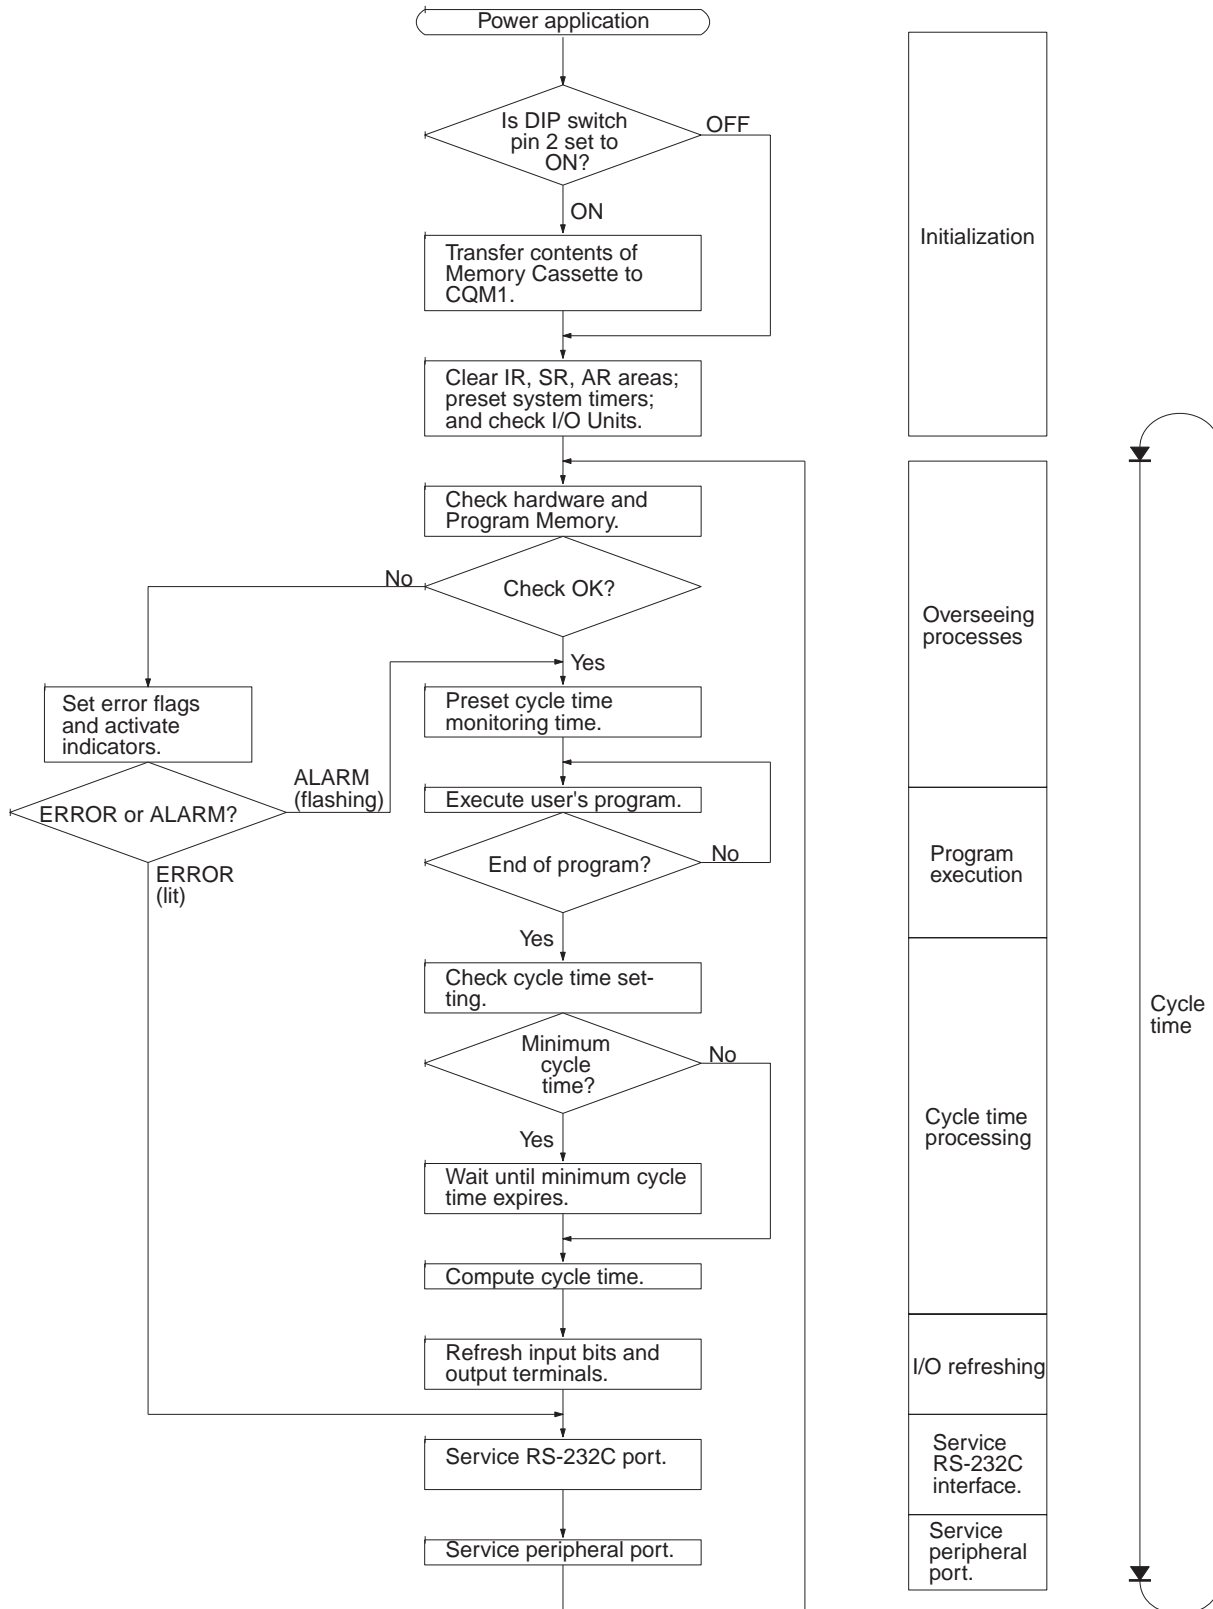 Power application
Is DIP switch
pin 2 set to
ON?
OFF
ON
Transfer contents of
Memory Cassette to
CQM1.
Initialization
Clear IR, SR, AR areas;
preset system timers;
and check I/O Units.
Check hardware and
Program Memory.
No
Check OK?
Overseeing
processes
Yes
Set error flags
and activate
indicators.
Preset cycle time
monitoring time.
ALARM
(flashing)
ERROR or ALARM?
Execute user's program.
ERROR
(lit)
End of program?
No
Program
execution
Yes
Check cycle time set-
ting.
Cycle
time
Minimum
cycle
time?
No
Yes
Cycle time
processing
Wait until minimum cycle
time expires.
Compute cycle time.
Refresh input bits and
output terminals.
I/O refreshing
Service RS-232C port.
Service
RS-232C
interface.
Service peripheral port.
Service
peripheral
port.